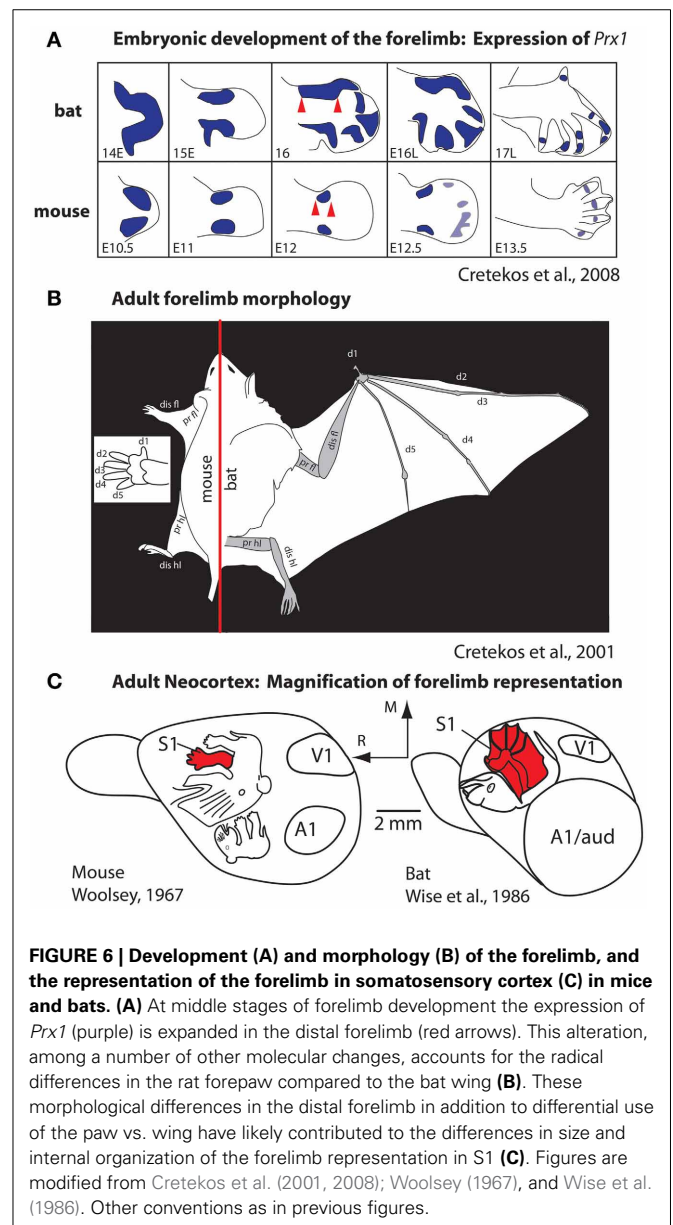 A Embryonic development of the forelimb: Expression of Prx1
bat
14E 15E 16 E16L 17L
mouse
E10.5 E11 E12 E12.5 E13.5
Cretekos et al., 2008
B Adult forelimb morphology
d1
d2
d3
dis fl
pr fl
dis fl
d1
d2
d3
d4
d5
mouse
bat
pr fl
d5
d4
pr hl
pr hl
dis hl
dis hl
Cretekos et al., 2001
C Adult Neocortex: Magnification of forelimb representation
M
S1
R
V1
S1
V1
A1
2 mm
A1/aud
Mouse
Woolsey, 1967
Bat
Wise et al., 1986
FIGURE 6 | Development (A) and morphology (B) of the forelimb, and
the representation of the forelimb in somatosensory cortex (C) in mice
and bats. (A) At middle stages of forelimb development the expression of
Prx1 (purple) is expanded in the distal forelimb (red arrows). This alteration,
among a number of other molecular changes, accounts for the radical
differences in the rat forepaw compared to the bat wing (B). These
morphological differences in the distal forelimb in addition to differential use
of the paw vs. wing have likely contributed to the differences in size and
internal organization of the forelimb representation in S1 (C). Figures are
modified from Cretekos et al. (2001, 2008); Woolsey (1967), and Wise et al.
(1986). Other conventions as in previous figures.